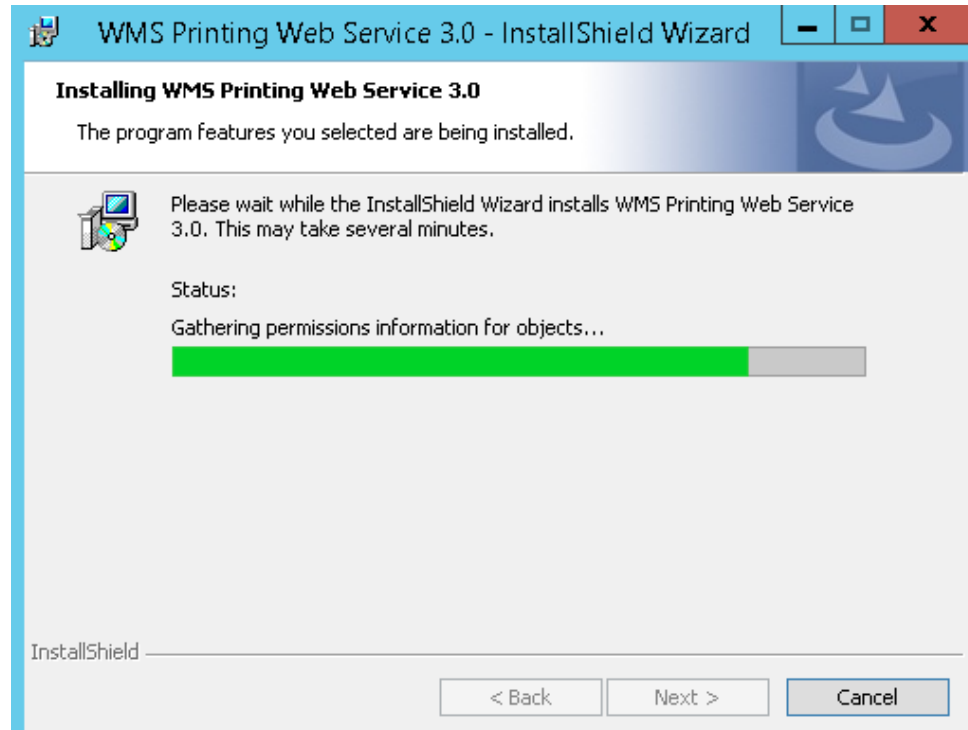 WMS Printing Web Service 3.0 - InstallShield Wizard
Installing WMS Printing Web Service 3.0
The program features you selected are being installed.
Please wait while the InstallShield Wizard installs WMS Printing Web Service
3.0. This may take several minutes.
Status:
Gathering permissions information for objects...
InstallShield
< Back Next > Cancel